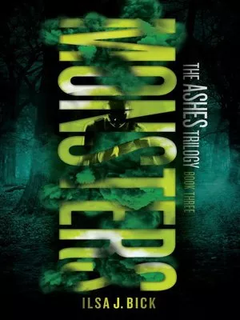 MONSTERS
THE ASHES TRILOGY BOOK THREE
ILSA J. BICK